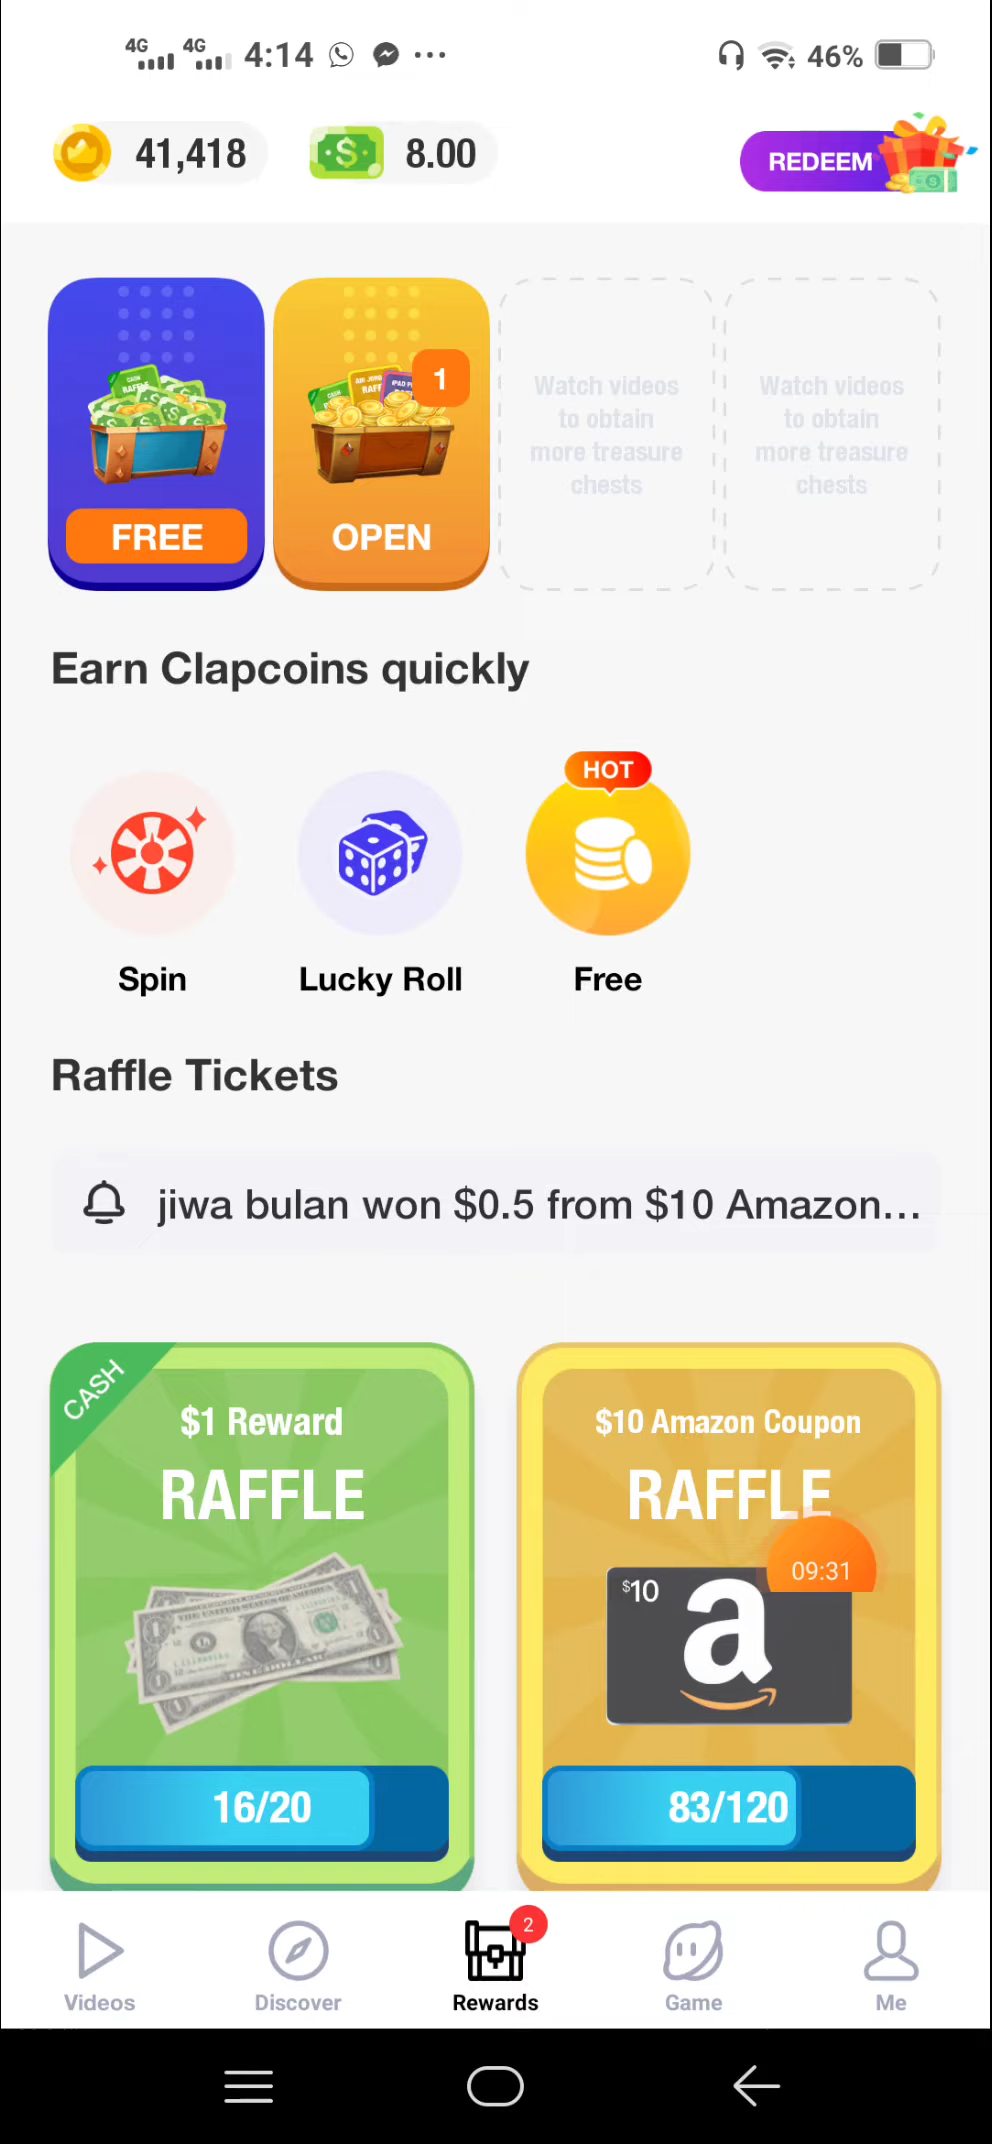 4G 4G 4:14 ... 46%
41,418 8.00 REDEEM
1
FREE
OPEN
Watch videos
to obtain
more treasure
chests
Watch videos
to obtain
more treasure
chests
Earn Clapcoins quickly
HOT
Spin
Lucky Roll
Free
Raffle Tickets
jiwa bulan won $0.5 from $10 Amazon...
CASH
$1 Reward
RAFFLE
16/20
$10 Amazon Coupon
RAFFLE
09:31
$10
a
83/120
2
Videos
Discover
Rewards
Game
Me